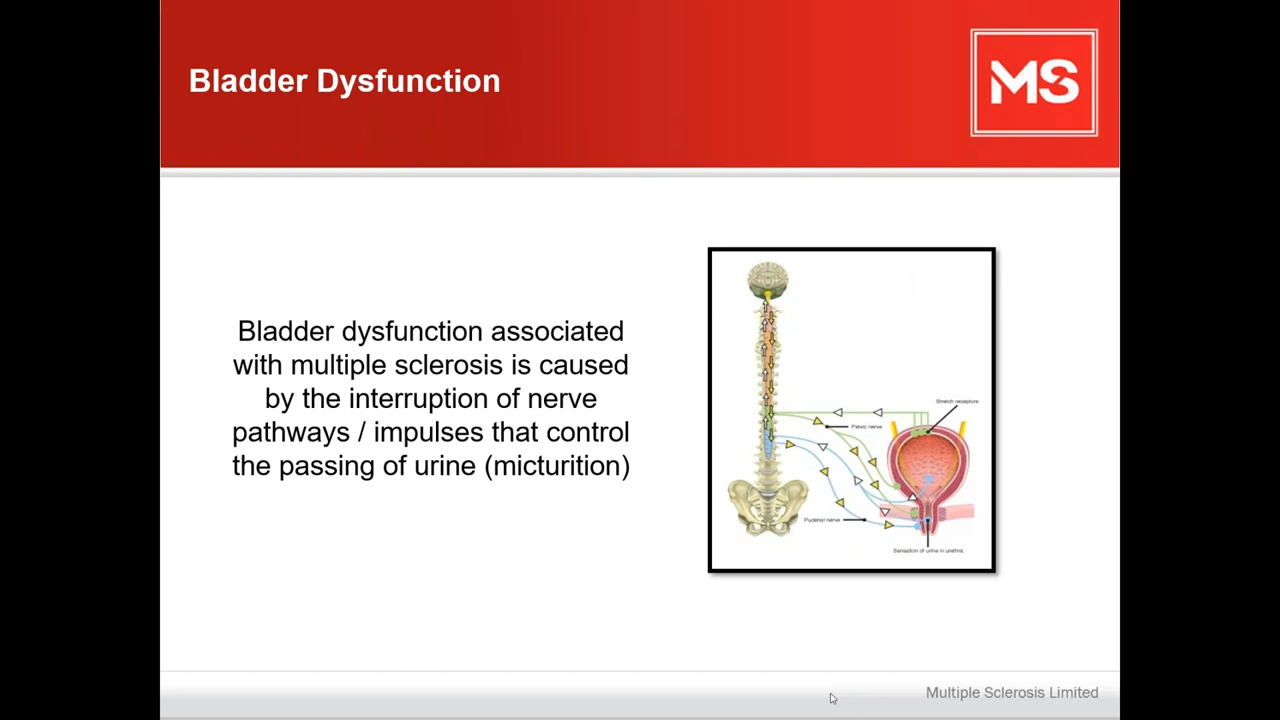 Bladder Dysfunction
MS
Bladder dysfunction associated
with multiple sclerosis is caused
by the interruption of nerve
pathways / impulses that control
the passing of urine (micturition)
Stretch receptors
Pelvic nerve
Pudenal nerve
Sensation of urine in urethra
Multiple Sclerosis Limited